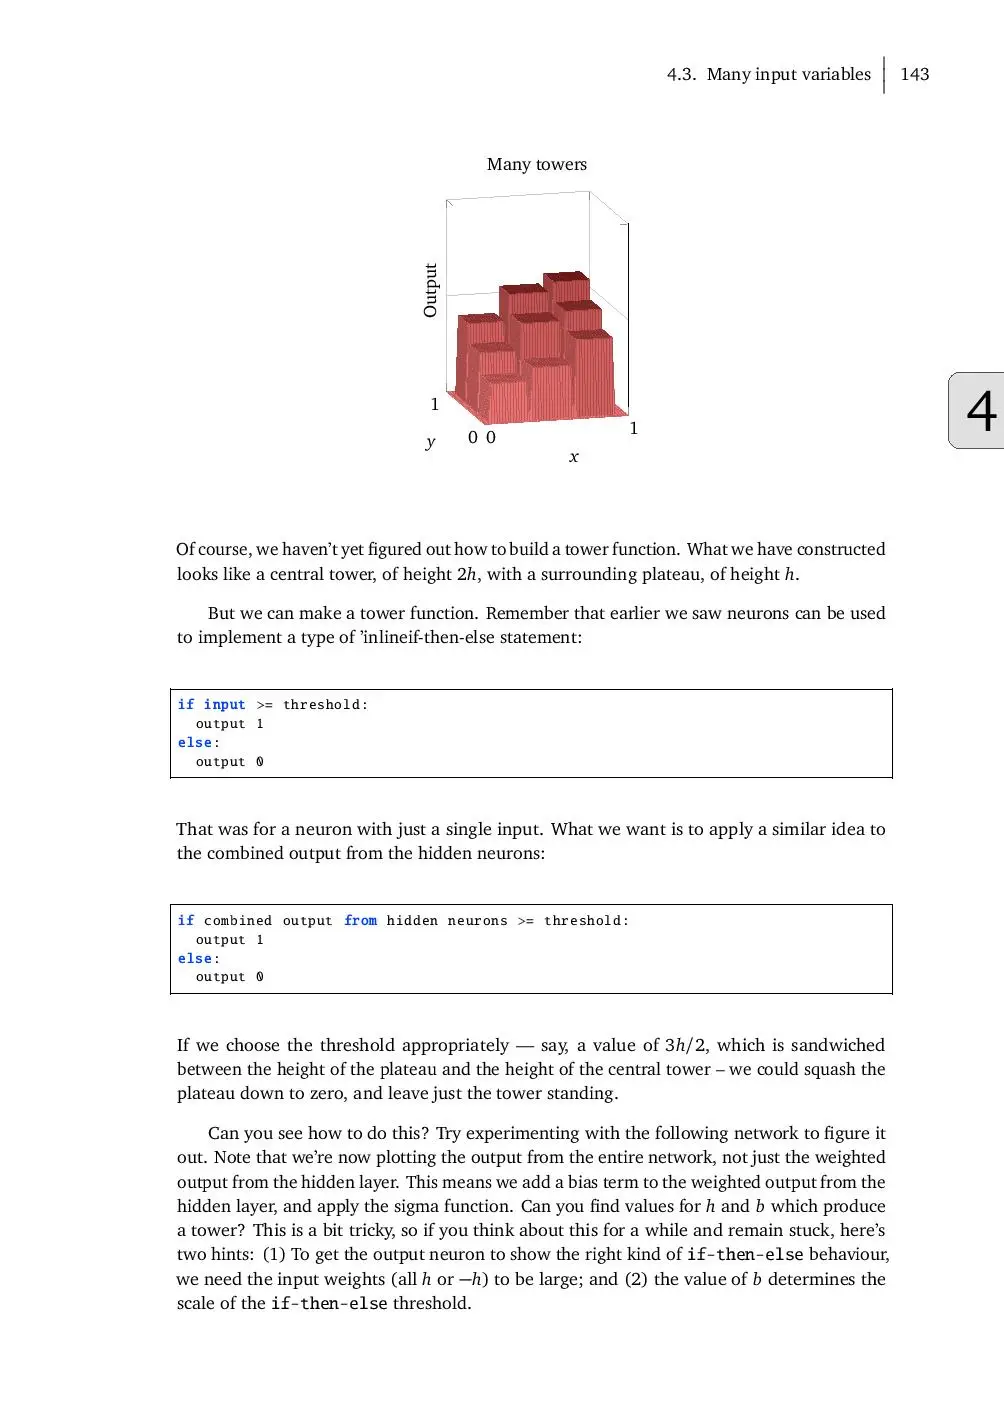 4.3. Many input variables 143
Many towers
Output
1
y
0 0
x
1
4
Of course, we haven't yet figured out how to build a tower function. What we have constructed
looks like a central tower, of height 2h, with a surrounding plateau, of height h.
But we can make a tower function. Remember that earlier we saw neurons can be used
to implement a type of ’inlineif-then-else statement:
if input >= threshold:
  output 1
else:
  output 0
That was for a neuron with just a single input. What we want is to apply a similar idea to
the combined output from the hidden neurons:
if combined output from hidden neurons >= threshold:
  output 1
else:
  output 0
If we choose the threshold appropriately — say, a value of 3h/2, which is sandwiched
between the height of the plateau and the height of the central tower – we could squash the
plateau down to zero, and leave just the tower standing.
Can you see how to do this? Try experimenting with the following network to figure it
out. Note that we're now plotting the output from the entire network, not just the weighted
output from the hidden layer. This means we add a bias term to the weighted output from the
hidden layer, and apply the sigma function. Can you find values for h and b which produce
a tower? This is a bit tricky, so if you think about this for a while and remain stuck, here's
two hints: (1) To get the output neuron to show the right kind of if-then-else behaviour,
we need the input weights (all h or —h) to be large; and (2) the value of b determines the
scale of the if-then-else threshold.